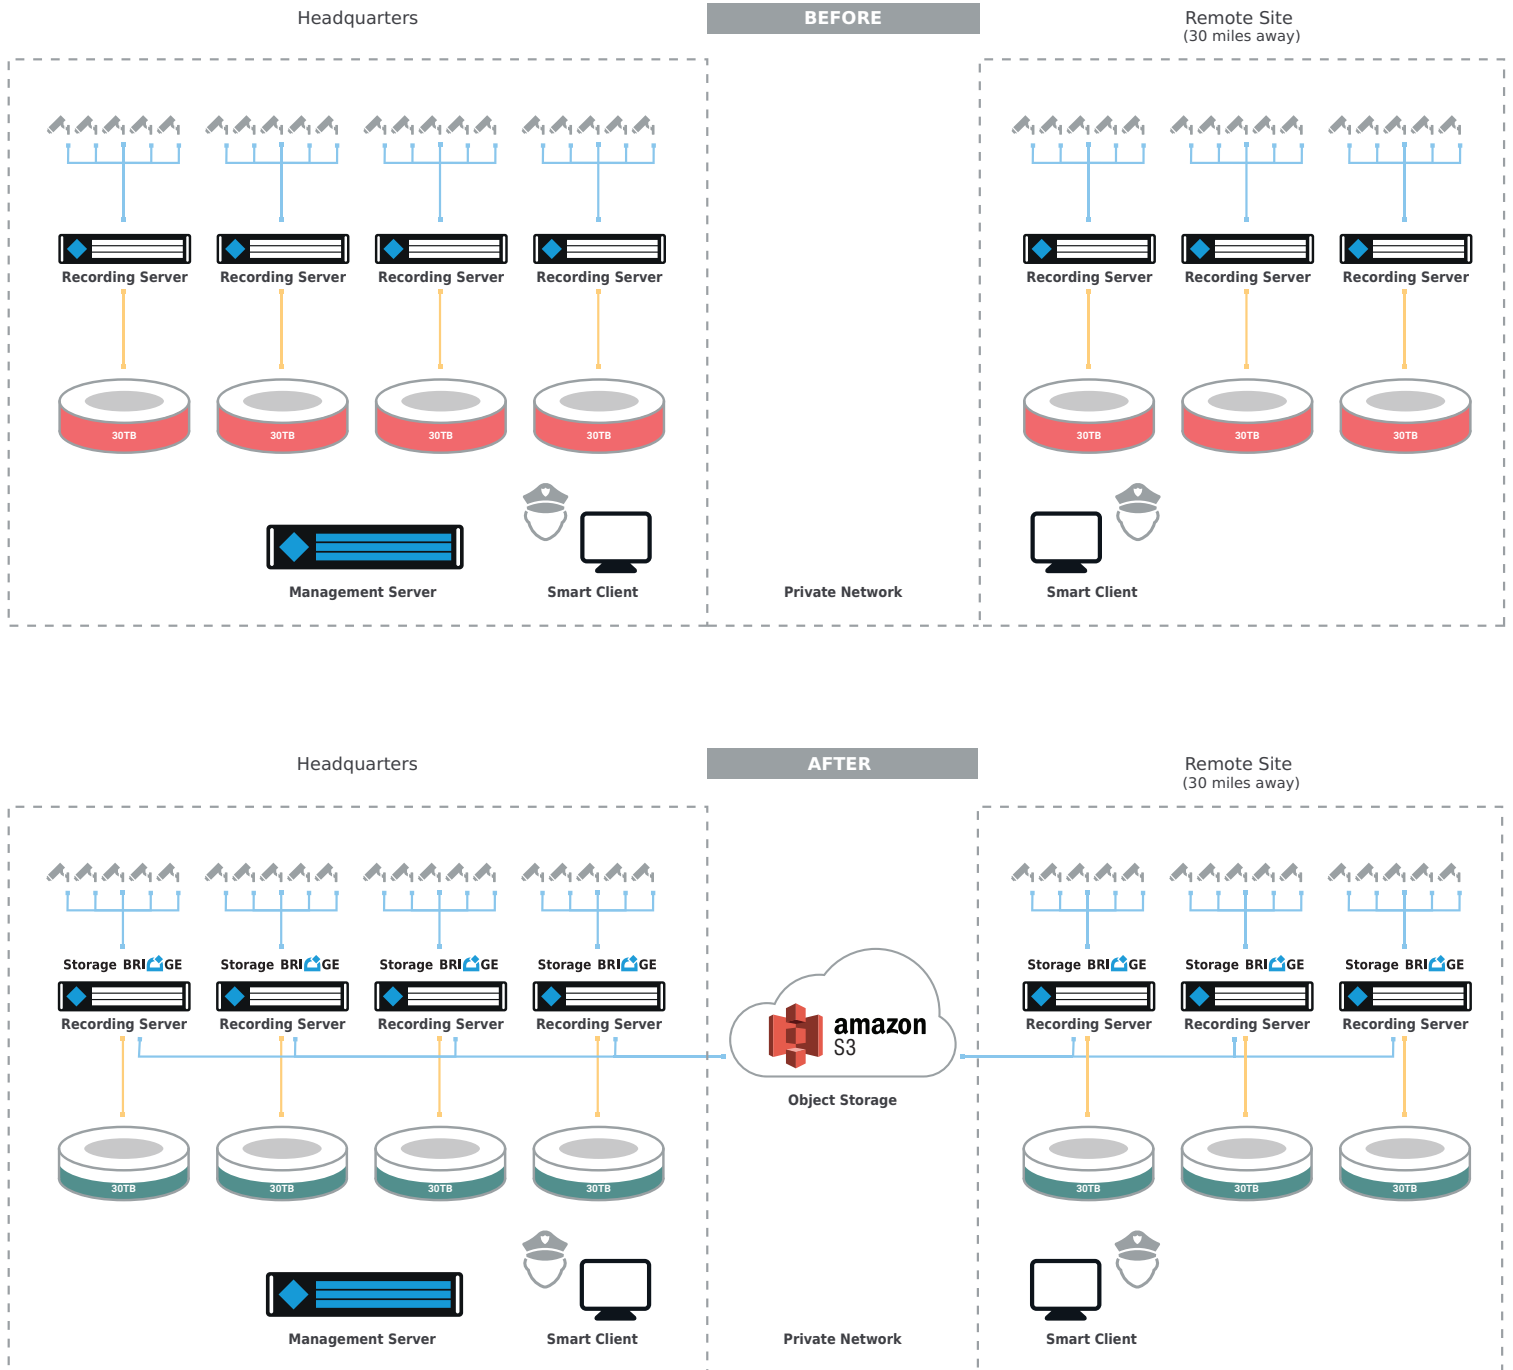 Headquarters
BEFORE
Remote Site
(30 miles away)
Recording Server
Recording Server
Recording Server
Recording Server
Recording Server
Recording Server
Recording Server
30TB
30TB
30TB
30TB
30TB
30TB
30TB
Management Server
Smart Client
Private Network
Smart Client
Headquarters
AFTER
Remote Site
(30 miles away)
Storage BRIDGE
Storage BRIDGE
Storage BRIDGE
Storage BRIDGE
Storage BRIDGE
Storage BRIDGE
Storage BRIDGE
Recording Server
Recording Server
Recording Server
Recording Server
amazon
S3
Recording Server
Recording Server
Recording Server
Object Storage
30TB
30TB
30TB
30TB
30TB
30TB
30TB
Management Server
Smart Client
Private Network
Smart Client